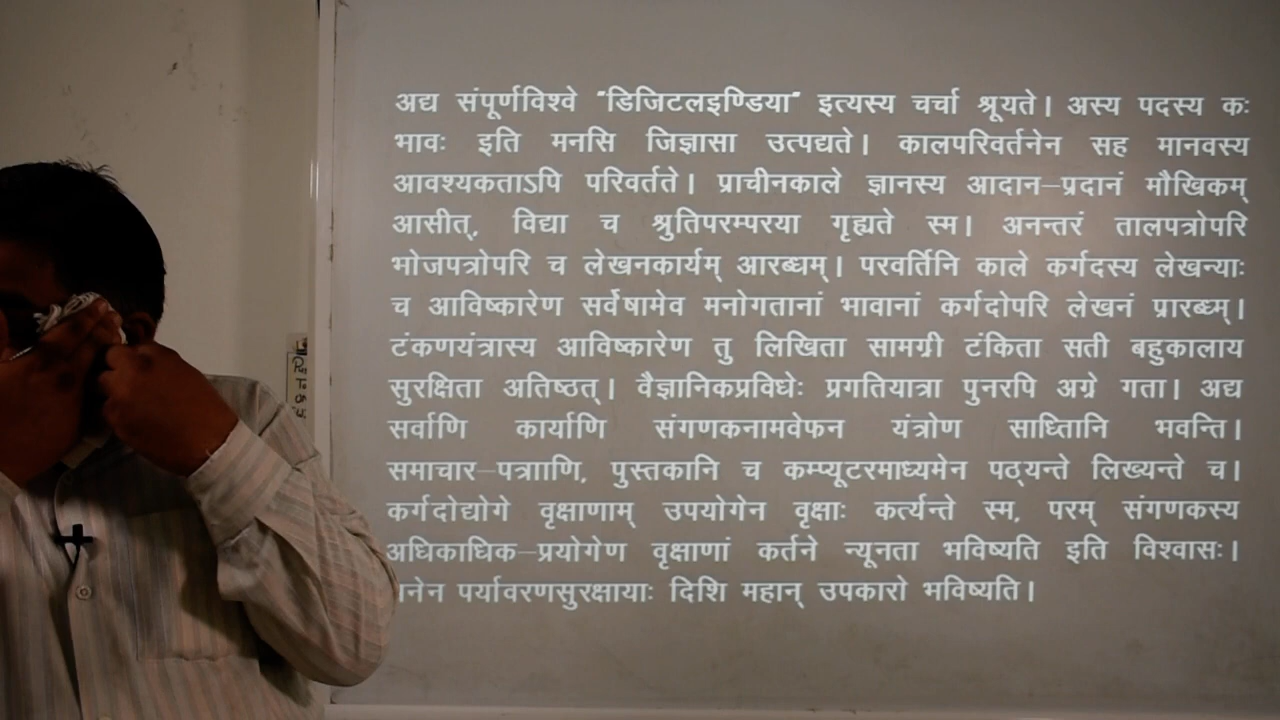 अद्य संपूर्णविश्वे "डिजिटलइण्डिया" इत्यस्य चर्चा श्रूयते। अस्य पदस्य कः
भावः इति मनसि जिज्ञासा उत्पद्यते। कालपरिवर्तनेन सह मानवस्य
आवश्यकताऽपि परिवर्तते। प्राचीनकाले ज्ञानस्य आदान–प्रदानं मौखिकम्
आसीत्, विद्या च श्रुतिपरम्परया गृह्यते स्म। अनन्तरं तालपत्रोपरि
भोजपत्रोपरि च लेखनकार्यम् आरब्धम्। परवर्तिनि काले कर्गदस्य लेखन्याः
च आविष्कारेण सर्वेषामेव मनोगतानां भावानां कर्गदोपरि लेखनं प्रारब्ध्म्।
टंकणयंत्रास्य आविष्कारेण तु लिखिता सामग्री टंकिता सती बहुकालाय
सुरक्षिता अतिष्ठत्। वैज्ञानिकप्रविधेः प्रगतियात्रा पुनरपि अग्रे गता। अद्य
सर्वाणि कार्याणि संगणकनामवेफन यंत्रोण साध्तिानि भवन्ति।
समाचार–पत्रााणि, पुस्तकानि च कम्प्यूटरमाध्यमेन पठ्यन्ते लिख्यन्ते च।
कर्गदोद्योगे वृक्षाणाम् उपयोगेन वृक्षाः कर्त्यन्ते स्म, परम् संगणकस्य
अधिकाधिक–प्रयोगेण वृक्षाणां कर्तने न्यूनता भविष्यति इति विश्वासः।
पर्यावरणसुरक्षायाः दिशि महान् उपकारो भविष्यति।